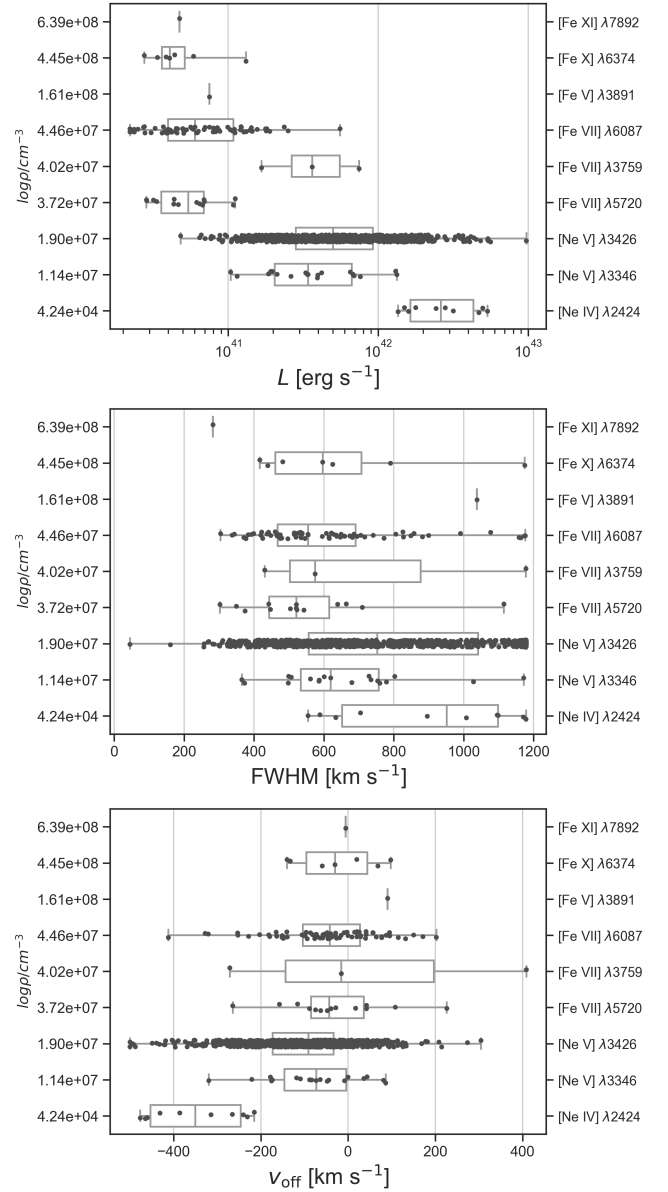 6.39e+08 [Fe XI] λ7892
4.45e+08 [Fe X] λ6374
1.61e+08 [Fe V] λ3891
4.46e+07 [Fe VII] λ6087
4.02e+07 [Fe VII] λ3759
3.72e+07 [Fe VII] λ5720
1.90e+07 [Ne V] λ3426
1.14e+07 [Ne V] λ3346
4.24e+04 [Ne IV] λ2424
logρ/cm⁻³
10⁴¹ 10⁴² 10⁴³
L [erg s⁻¹]
6.39e+08 [Fe XI] λ7892
4.45e+08 [Fe X] λ6374
1.61e+08 [Fe V] λ3891
4.46e+07 [Fe VII] λ6087
4.02e+07 [Fe VII] λ3759
3.72e+07 [Fe VII] λ5720
1.90e+07 [Ne V] λ3426
1.14e+07 [Ne V] λ3346
4.24e+04 [Ne IV] λ2424
logρ/cm⁻³
0 200 400 600 800 1000 1200
FWHM [km s⁻¹]
6.39e+08 [Fe XI] λ7892
4.45e+08 [Fe X] λ6374
1.61e+08 [Fe V] λ3891
4.46e+07 [Fe VII] λ6087
4.02e+07 [Fe VII] λ3759
3.72e+07 [Fe VII] λ5720
1.90e+07 [Ne V] λ3426
1.14e+07 [Ne V] λ3346
4.24e+04 [Ne IV] λ2424
logρ/cm⁻³
−400 −200 0 200 400
v_off [km s⁻¹]